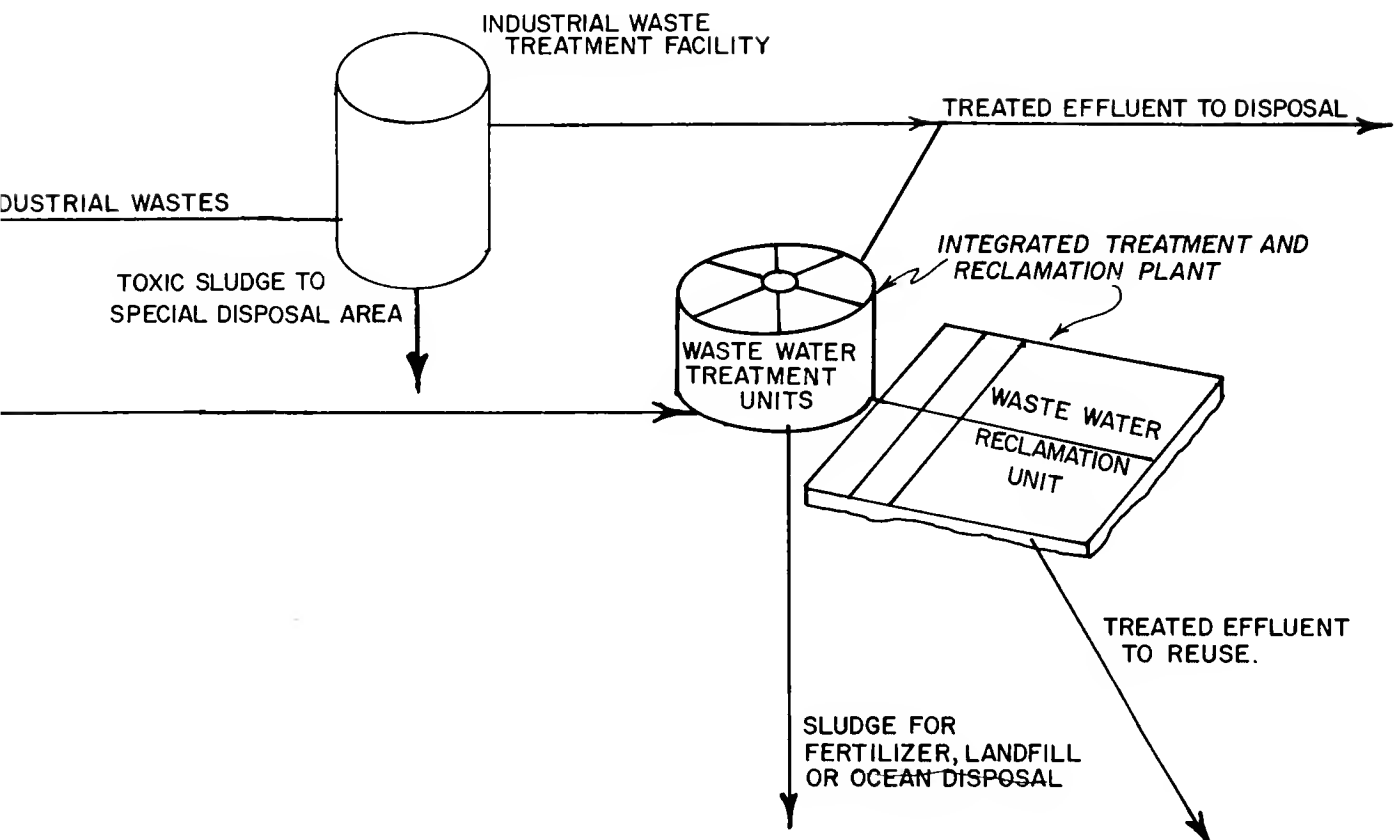 INDUSTRIAL WASTE
TREATMENT FACILITY
TREATED EFFLUENT TO DISPOSAL
DUSTRIAL WASTES
TOXIC SLUDGE TO
SPECIAL DISPOSAL AREA
INTEGRATED TREATMENT AND
RECLAMATION PLANT
WASTE WATER
TREATMENT
UNITS
WASTE WATER
RECLAMATION
UNIT
TREATED EFFLUENT
TO REUSE.
SLUDGE FOR
FERTILIZER, LANDFILL
OR OCEAN DISPOSAL